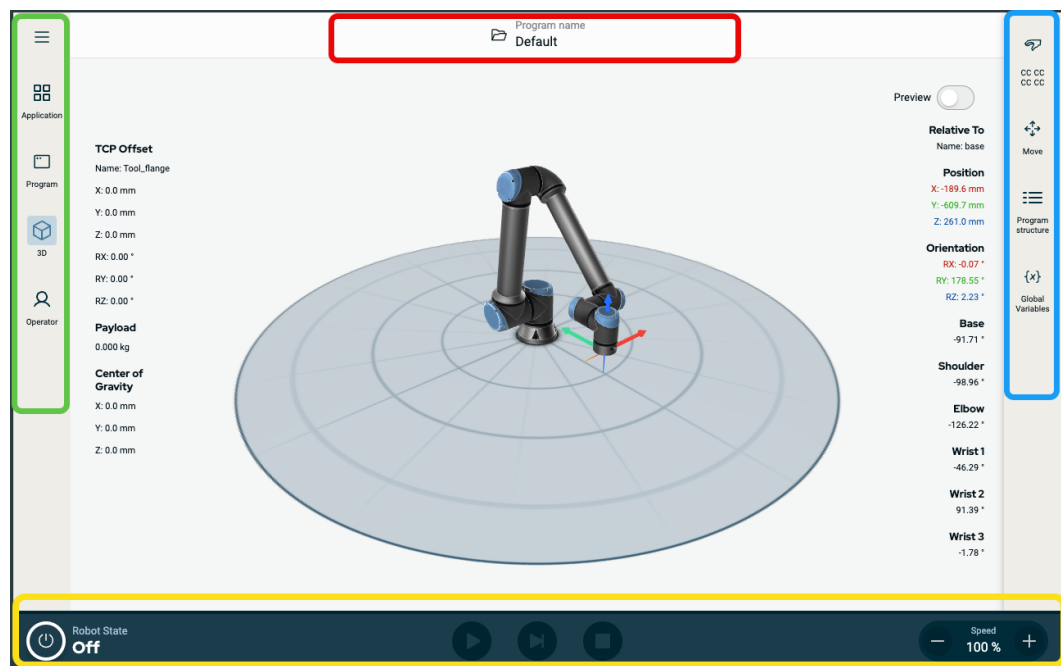 Program name
Default
Application
Program
3D
Operator
TCP Offset
Name: Tool_flange
X: 0.0 mm
Y: 0.0 mm
Z: 0.0 mm
RX: 0.00 °
RY: 0.00 °
RZ: 0.00 °
Payload
0.000 kg
Center of
Gravity
X: 0.0 mm
Y: 0.0 mm
Z: 0.0 mm
Preview
Relative To
Name: base
Position
X: -189.6 mm
Y: -609.7 mm
Z: 261.0 mm
Orientation
RX: -0.07 °
RY: 178.55 °
RZ: 2.23 °
Base
-91.71 °
Shoulder
-98.96 °
Elbow
-126.22 °
Wrist 1
-46.29 °
Wrist 2
91.39 °
Wrist 3
-1.78 °
CC CC
CC CC
Move
Program
structure
{x}
Global
Variables
Robot State
Off
Speed
100 %